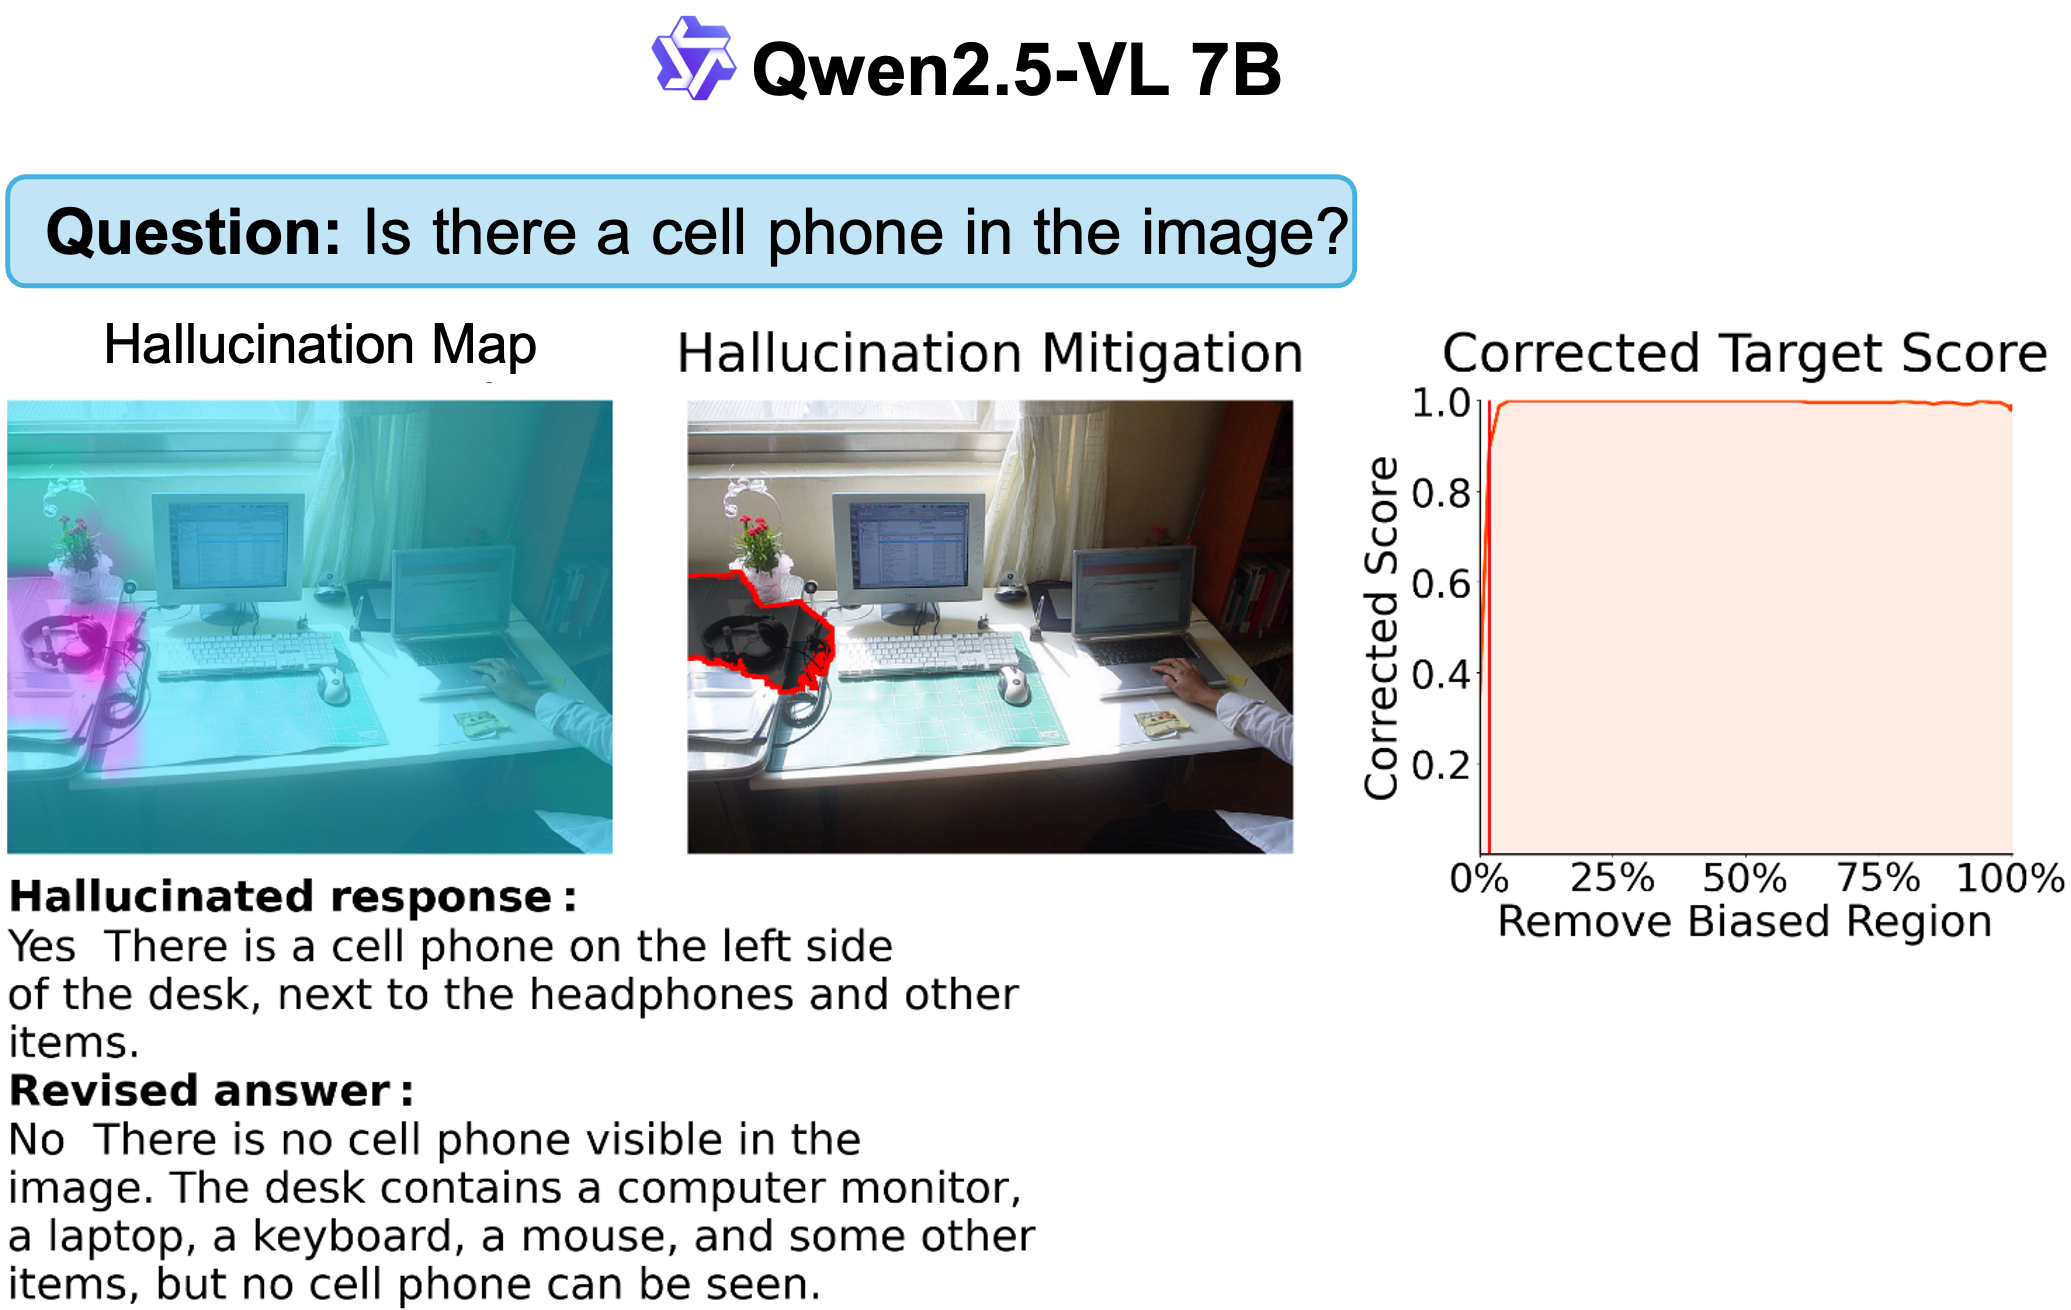 Qwen2.5-VL 7B
Question: Is there a cell phone in the image?
Hallucination Map
Hallucination Mitigation
Corrected Target Score
1.0
0.8
0.6
0.4
0.2
Corrected Score
0% 25% 50% 75% 100%
Remove Biased Region
Hallucinated response :
Yes There is a cell phone on the left side
of the desk, next to the headphones and other
items.
Revised answer :
No There is no cell phone visible in the
image. The desk contains a computer monitor,
a laptop, a keyboard, a mouse, and some other
items, but no cell phone can be seen.